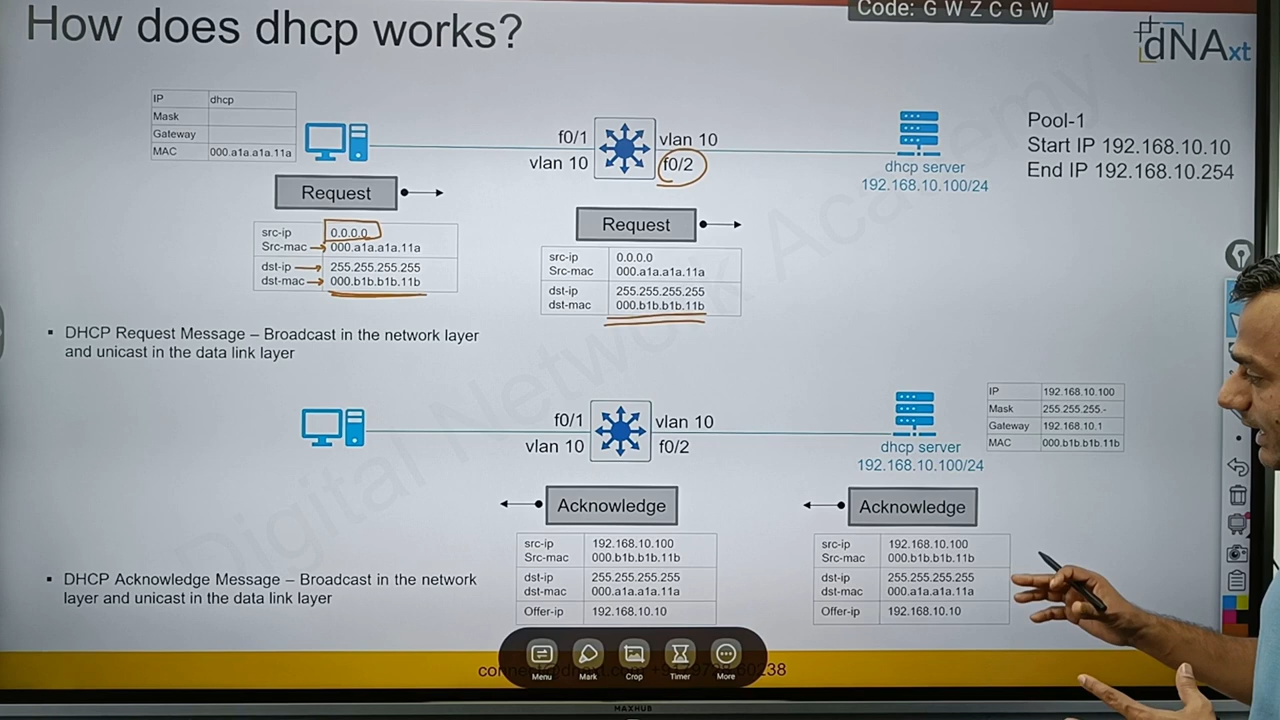 Code: G W Z C G W
How does dhcp works?
dNAxt
IP dhcp
Mask
Gateway
MAC 000.a1a.a1a.11a
f0/1
vlan 10
vlan 10
f0/2
dhcp server
192.168.10.100/24
Pool-1
Start IP 192.168.10.10
End IP 192.168.10.254
Request
src-ip 0.0.0.0
Src-mac 000.a1a.a1a.11a
dst-ip 255.255.255.255
dst-mac 000.b1b.b1b.11b
Request
src-ip 0.0.0.0
Src-mac 000.a1a.a1a.11a
dst-ip 255.255.255.255
dst-mac 000.b1b.b1b.11b
▪ DHCP Request Message – Broadcast in the network layer
and unicast in the data link layer
f0/1
vlan 10
vlan 10
f0/2
dhcp server
192.168.10.100/24
IP 192.168.10.100
Mask 255.255.255.-
Gateway 192.168.10.1
MAC 000.b1b.b1b.11b
Acknowledge
src-ip 192.168.10.100
Src-mac 000.b1b.b1b.11b
dst-ip 255.255.255.255
dst-mac 000.a1a.a1a.11a
Offer-ip 192.168.10.10
Acknowledge
src-ip 192.168.10.100
Src-mac 000.b1b.b1b.11b
dst-ip 255.255.255.255
dst-mac 000.a1a.a1a.11a
Offer-ip 192.168.10.10
▪ DHCP Acknowledge Message – Broadcast in the network
layer and unicast in the data link layer
Digital Network Academy
Menu Mark Crop Timer More
MAXHUB